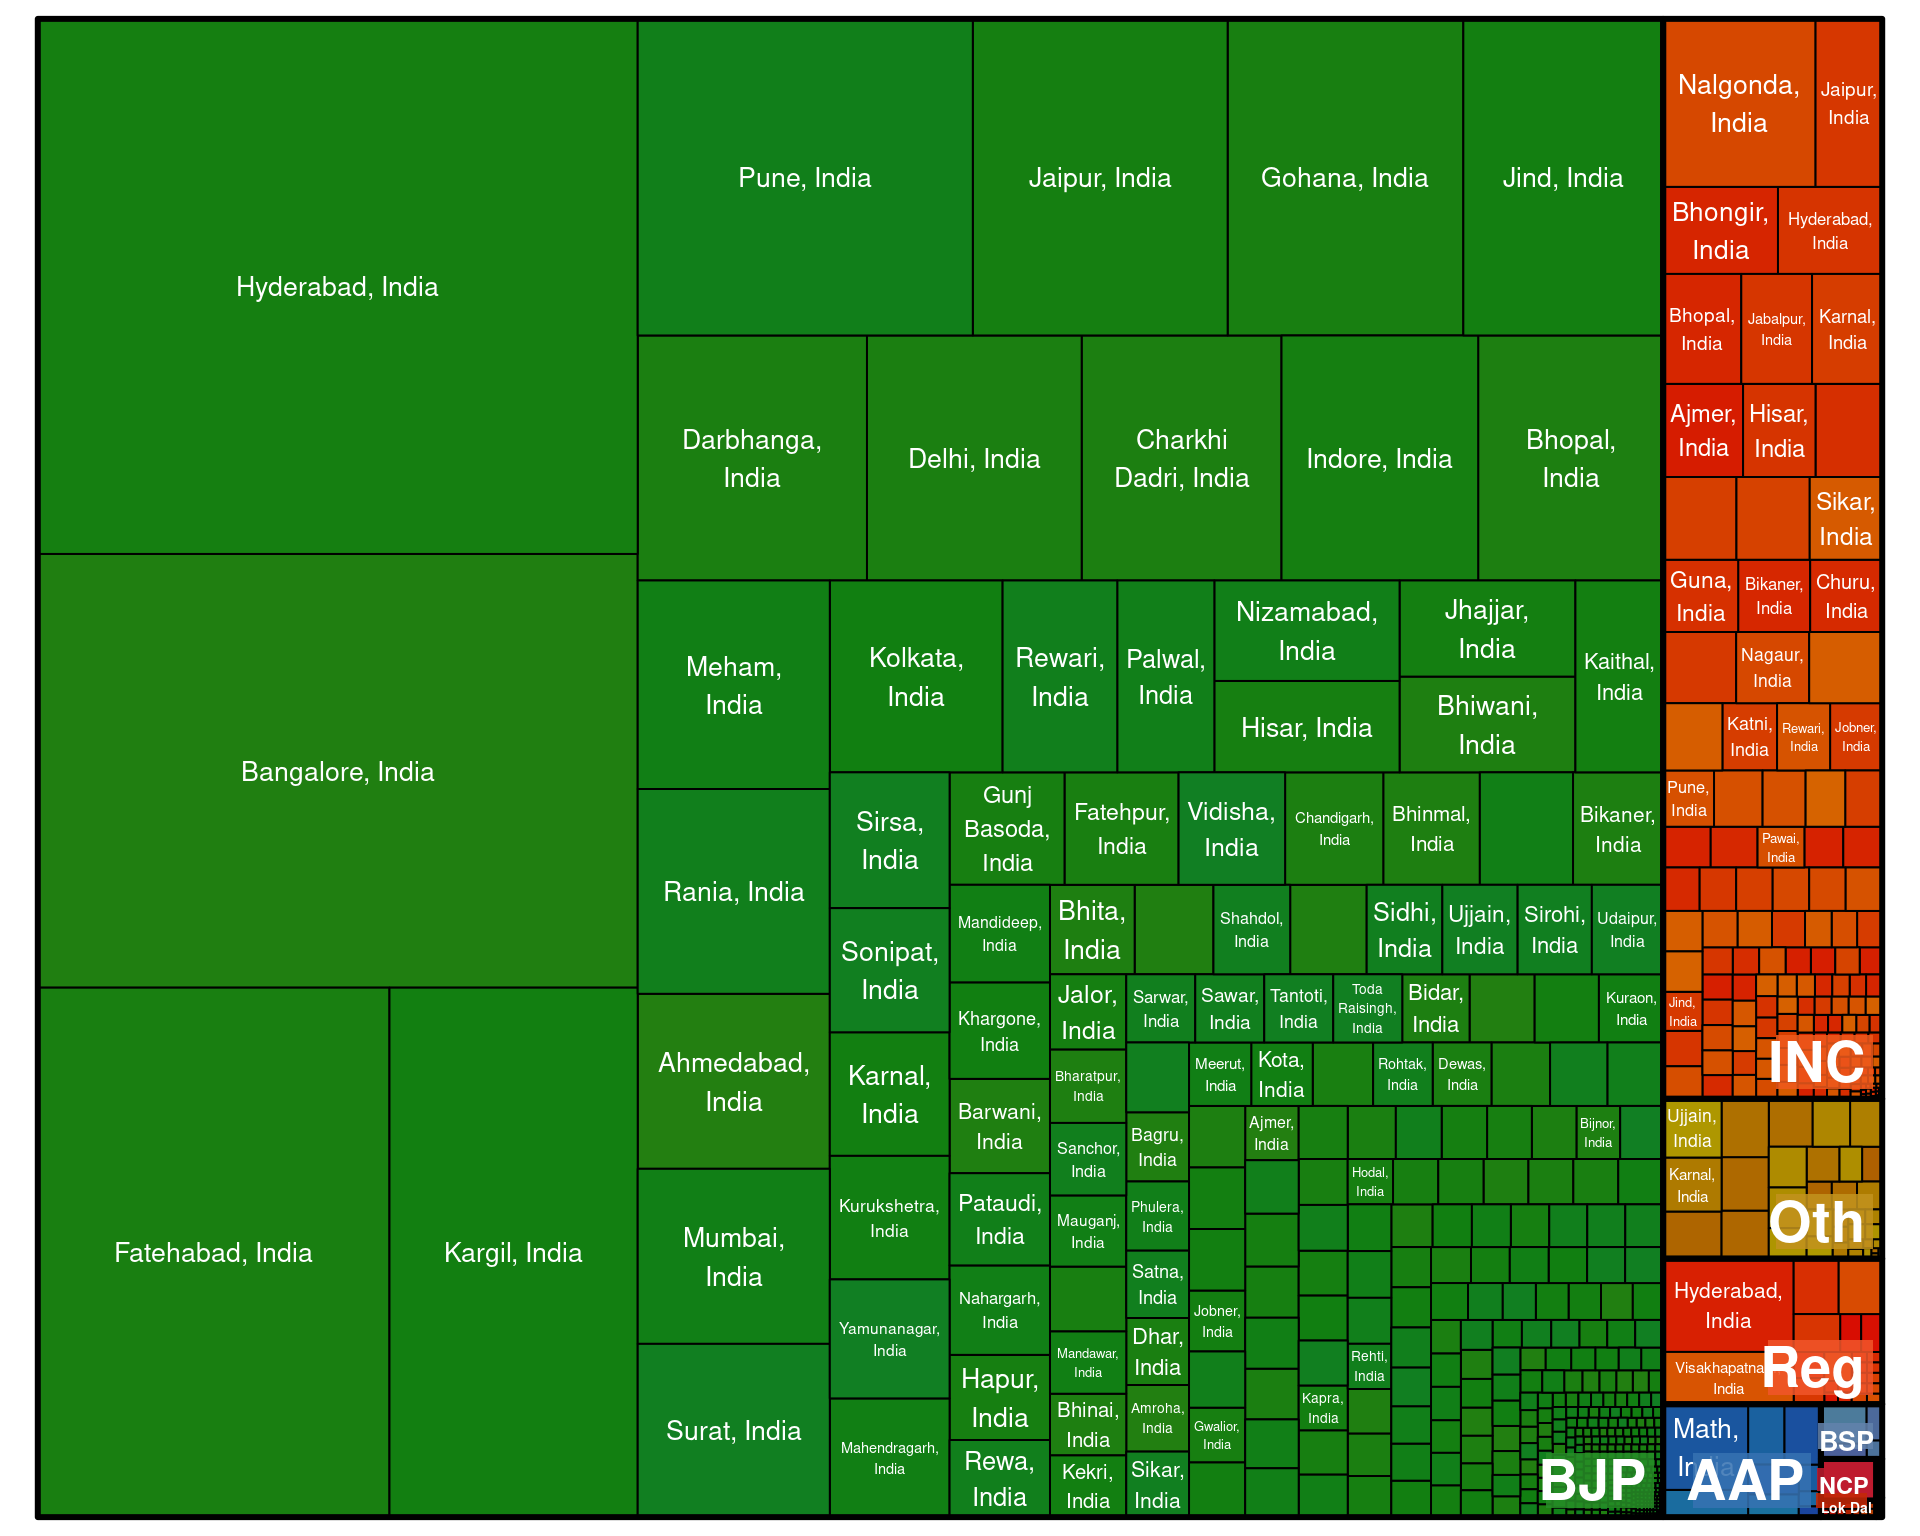 Hyderabad, India
Bangalore, India
Fatehabad, India
Kargil, India
Pune, India
Jaipur, India
Gohana, India
Jind, India
Darbhanga,
India
Delhi, India
Charkhi
Dadri, India
Indore, India
Bhopal,
India
Meham,
India
Rania, India
Ahmedabad,
India
Mumbai,
India
Surat, India
Kolkata,
India
Rewari,
India
Palwal,
India
Nizamabad,
India
Hisar, India
Jhajjar,
India
Bhiwani,
India
Kaithal,
India
Sirsa,
India
Sonipat,
India
Karnal,
India
Kurukshetra,
India
Yamunanagar,
India
Mahendragarh,
India
Gunj
Basoda,
India
Fatehpur,
India
Vidisha,
India
Chandigarh,
India
Bhinmal,
India
Bikaner,
India
Mandideep,
India
Khargone,
India
Barwani,
India
Pataudi,
India
Nahargarh,
India
Hapur,
India
Rewa,
India
Bhita,
India
Shahdol,
India
Sidhi,
India
Ujjain,
India
Sirohi,
India
Udaipur,
India
Jalor,
India
Bharatpur,
India
Sanchor,
India
Mauganj,
India
Mandawar,
India
Bhinai,
India
Kekri,
India
Sarwar,
India
Sawar,
India
Tantoti,
India
Toda
Raisingh,
India
Bidar,
India
Kuraon,
India
Bagru,
India
Phulera,
India
Satna,
India
Dhar,
India
Amroha,
India
Sikar,
India
Meerut,
India
Kota,
India
Rohtak,
India
Dewas,
India
Jobner,
India
Gwalior,
India
Ajmer,
India
Bijnor,
India
Hodal,
India
Rehti,
India
Kapra,
India
BJP
Nalgonda,
India
Jaipur,
India
Bhongir,
India
Hyderabad,
India
Bhopal,
India
Jabalpur,
India
Karnal,
India
Ajmer,
India
Hisar,
India
Sikar,
India
Guna,
India
Bikaner,
India
Churu,
India
Nagaur,
India
Katni,
India
Rewari,
India
Jobner,
India
Pune,
India
Pawai,
India
Jind,
India
INC
Ujjain,
India
Karnal,
India
Oth
Hyderabad,
India
Visakhapatna
India
Reg
Math,
India
AAP
BSP
NCP
Lok Dal